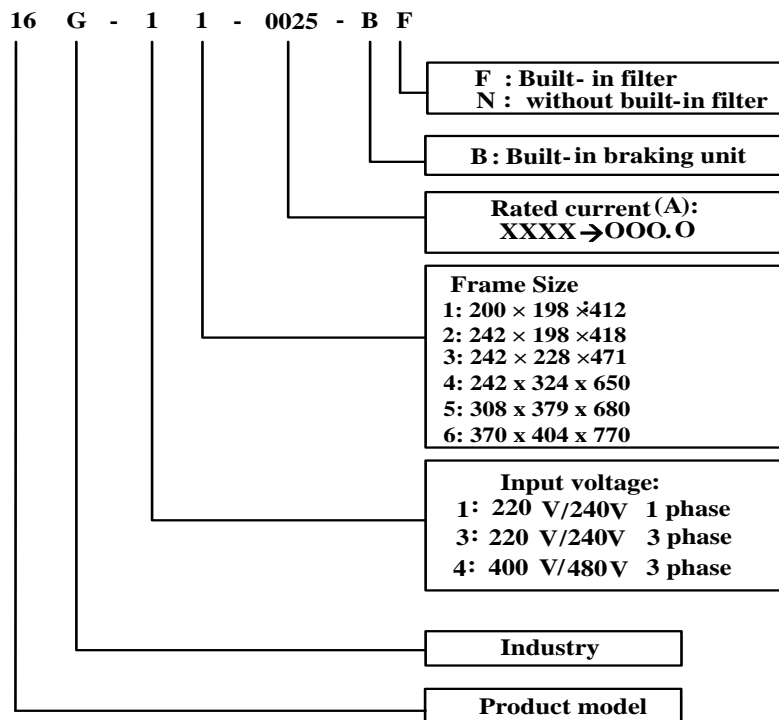 16 G - 1 1 - 0025 - B F
F : Built- in filter
N : without built-in filter
B : Built- in braking unit
Rated current (A):
XXXX→OOO.O
Frame Size
1: 200 × 198 ×412
2: 242 × 198 ×418
3: 242 × 228 ×471
4: 242 x 324 x 650
5: 308 x 379 x 680
6: 370 x 404 x 770
Input voltage:
1: 220 V/240V 1 phase
3: 220 V/240V 3 phase
4: 400 V/480V 3 phase
Industry
Product model